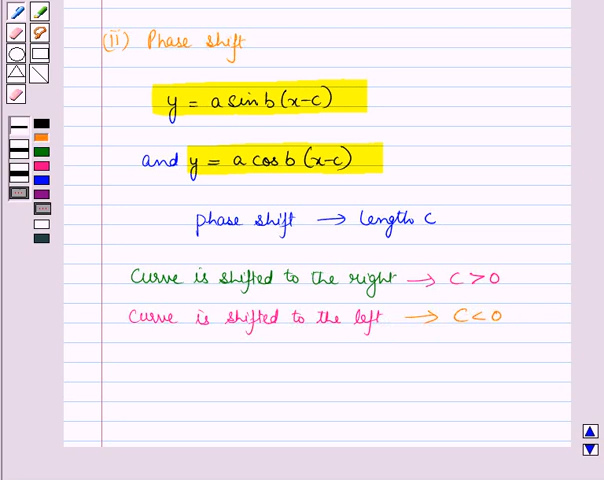 (ii) Phase shift
y = a sin b (x-c)
and y = a cos b (x-c)
phase shift → length c
Curve is shifted to the right → C > 0
Curve is shifted to the left → C < 0